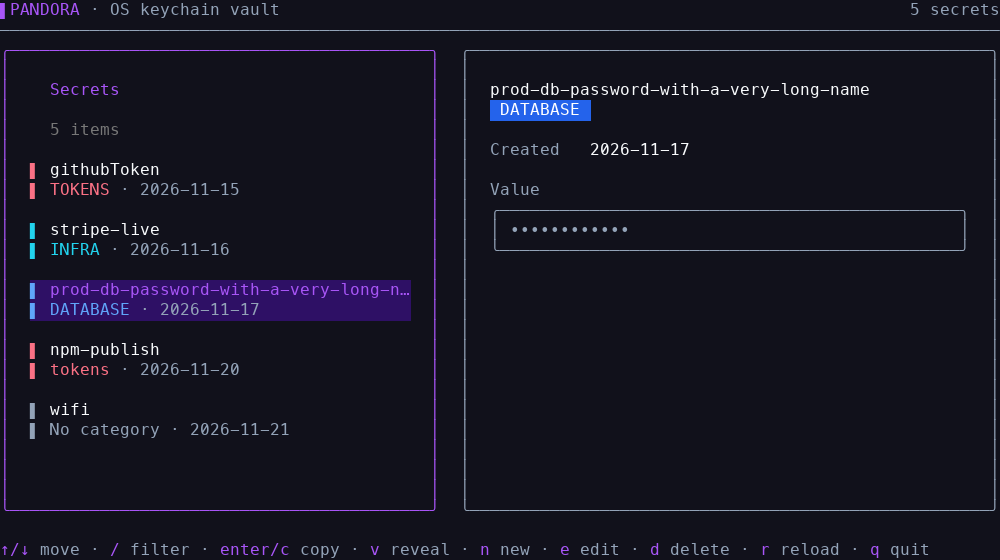 PANDORA · OS keychain vault 5 secrets
Secrets
5 items
githubToken
TOKENS · 2026-11-15
stripe-live
INFRA · 2026-11-16
prod-db-password-with-a-very-long-n…
DATABASE · 2026-11-17
npm-publish
tokens · 2026-11-20
wifi
No category · 2026-11-21
prod-db-password-with-a-very-long-name
DATABASE
Created 2026-11-17
Value
••••••••••••
↑/↓ move · / filter · enter/c copy · v reveal · n new · e edit · d delete · r reload · q quit